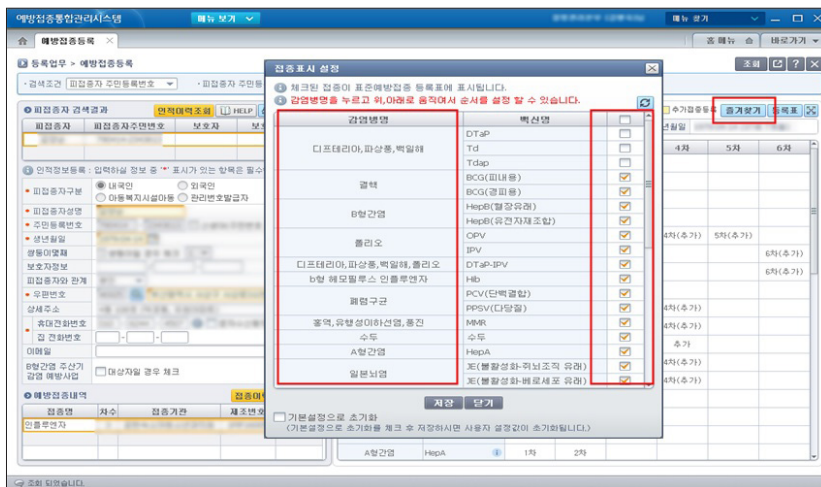 예방접종통합관리시스템
메뉴 보기
메뉴 찾기
예방접종등록
홈 메뉴
바로가기
등록업무 > 예방접종등록
조회
검색조건 피접종자 주민등록번호
피접종자 주민등
피접종자 검색결과
인적이력조회
HELP
피접종자 피접종자주민번호 보호자
인적정보등록 : 입력하실 정보 중 '*' 표시가 있는 항목은 필수
피접종자구분
내국인 외국인
아동복지시설아동 관리번호발급자
피접종자성명
주민등록번호
생년월일
쌍둥이몇째
보호자정보
피접종자와 관계
우편번호
상세주소
휴대전화번호
집 전화번호
이메일
B형간염 주산기
감염 예방사업
대상자일 경우 체크
예방접종내역
접종명 차수 접종기관 제조번호
인플루엔자
조회 되었습니다.
접종표시 설정
체크된 접종이 표준예방접종 등록표에 표시됩니다.
감염병명을 누르고 위,아래로 움직여서 순서를 설정 할 수 있습니다.
감염병명 백신명
디프테리아,파상풍,백일해
DTaP
Td
Tdap
결핵
BCG(피내용)
BCG(경피용)
B형간염
HepB(혈장유래)
HepB(유전자재조합)
폴리오
OPV
IPV
디프테리아,파상풍,백일해,폴리오 DTaP-IPV
b형 헤모필루스 인플루엔자 Hib
폐렴구균
PCV(단백결합)
PPSV(다당질)
홍역,유행성이하선염,풍진 MMR
수두 수두
A형간염 HepA
일본뇌염
JE(불활성화-쥐뇌조직 유래)
JE(불활성화-베로세포 유래)
저장 닫기
기본설정으로 초기화
(기본설정으로 초기화를 체크 후 저장하시면 사용자 설정값이 초기화됩니다.)
추가접종등
즐겨찾기
등록표
4차 5차 6차
4차(추가) 5차(추가)
6차(추가)
6차(추가)
4차(추가)
4차(추가)
추가
4차(추가)
4차(추가)
A형간염 HepA 1차 2차